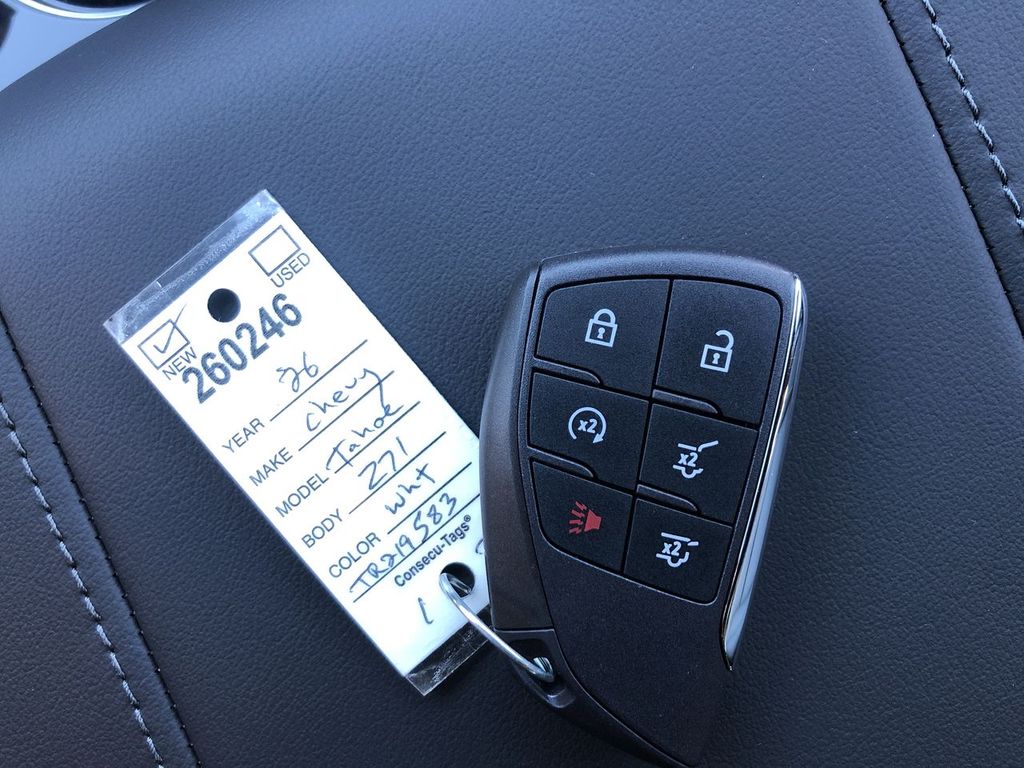 USED
NEW
260246
YEAR 26
MAKE Chevy
MODEL Tahoe
BODY Z71
COLOR wht
TR219583
Consecu-Tags®
1
x2
x2
x2